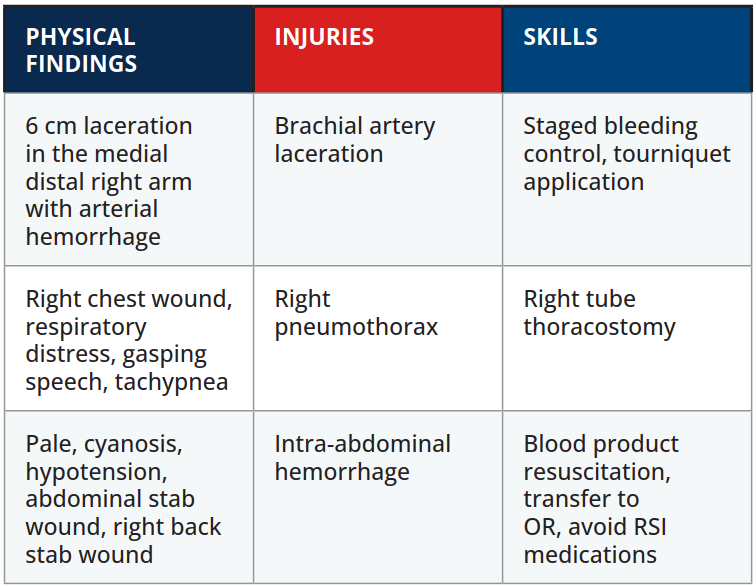 PHYSICAL
FINDINGS
INJURIES
SKILLS
6 cm laceration
in the medial
distal right arm
with arterial
hemorrhage
Brachial artery
laceration
Staged bleeding
control, tourniquet
application
Right chest wound,
respiratory
distress, gasping
speech, tachypnea
Right
pneumothorax
Right tube
thoracostomy
Pale, cyanosis,
hypotension,
abdominal stab
wound, right back
stab wound
Intra-abdominal
hemorrhage
Blood product
resuscitation,
transfer to
OR, avoid RSI
medications